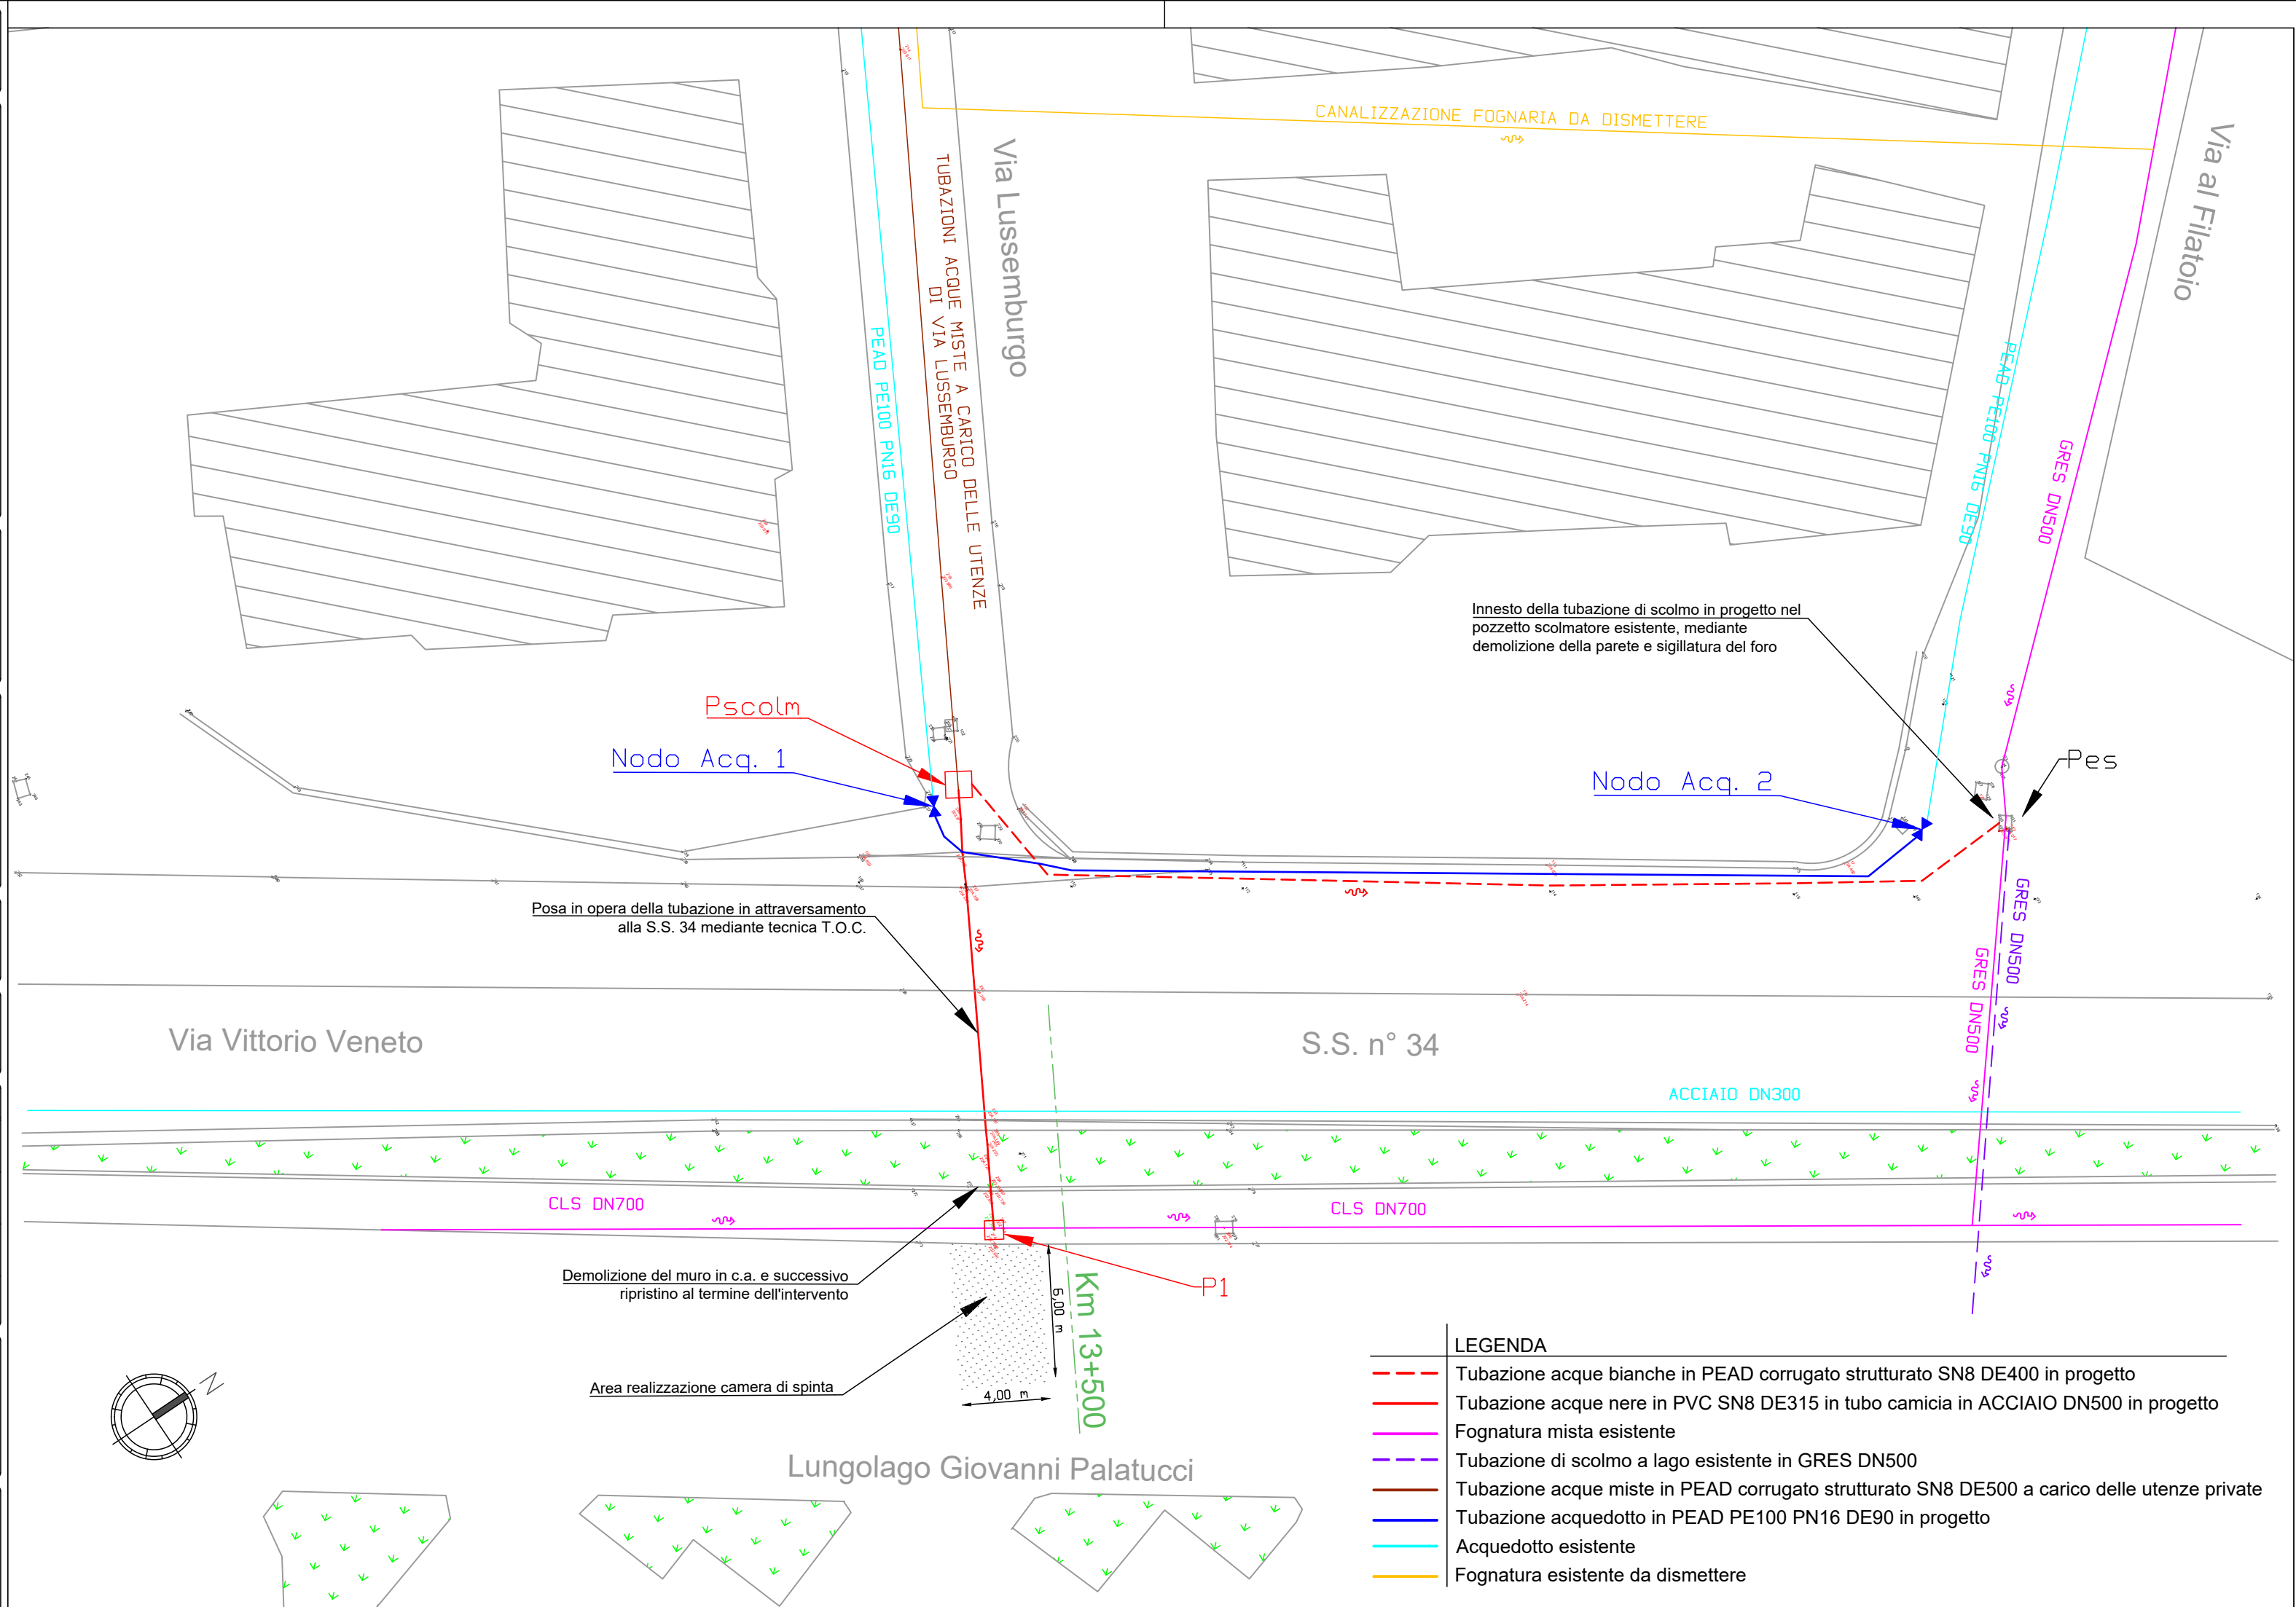 CANALIZZAZIONE FOGNARIA DA DISMETTERE
Via Lussemburgo
Via al Filatoio
TUBAZIONI ACQUE MISTE A CARICO DELLE UTENZE
DI VIA LUSSEMBURGO
PEAD PE100 PN16 DE90
PEAD PE100 PN16 DE90
GRES DN500
Innesto della tubazione di scolmo in progetto nel
pozzetto scolmatore esistente, mediante
demolizione della parete e sigillatura del foro
Pscolm
Nodo Acq. 1
Nodo Acq. 2
Pes
Posa in opera della tubazione in attraversamento
alla S.S. 34 mediante tecnica T.O.C.
GRES DN500
GRES DN500
Via Vittorio Veneto
S.S. n° 34
ACCIAIO DN300
CLS DN700
CLS DN700
Demolizione del muro in c.a. e successivo
ripristino al termine dell'intervento
P1
6,00 m
Km 13+500
Area realizzazione camera di spinta
4,00 m
N
Lungolago Giovanni Palatucci
LEGENDA
Tubazione acque bianche in PEAD corrugato strutturato SN8 DE400 in progetto
Tubazione acque nere in PVC SN8 DE315 in tubo camicia in ACCIAIO DN500 in progetto
Fognatura mista esistente
Tubazione di scolmo a lago esistente in GRES DN500
Tubazione acque miste in PEAD corrugato strutturato SN8 DE500 a carico delle utenze private
Tubazione acquedotto in PEAD PE100 PN16 DE90 in progetto
Acquedotto esistente
Fognatura esistente da dismettere